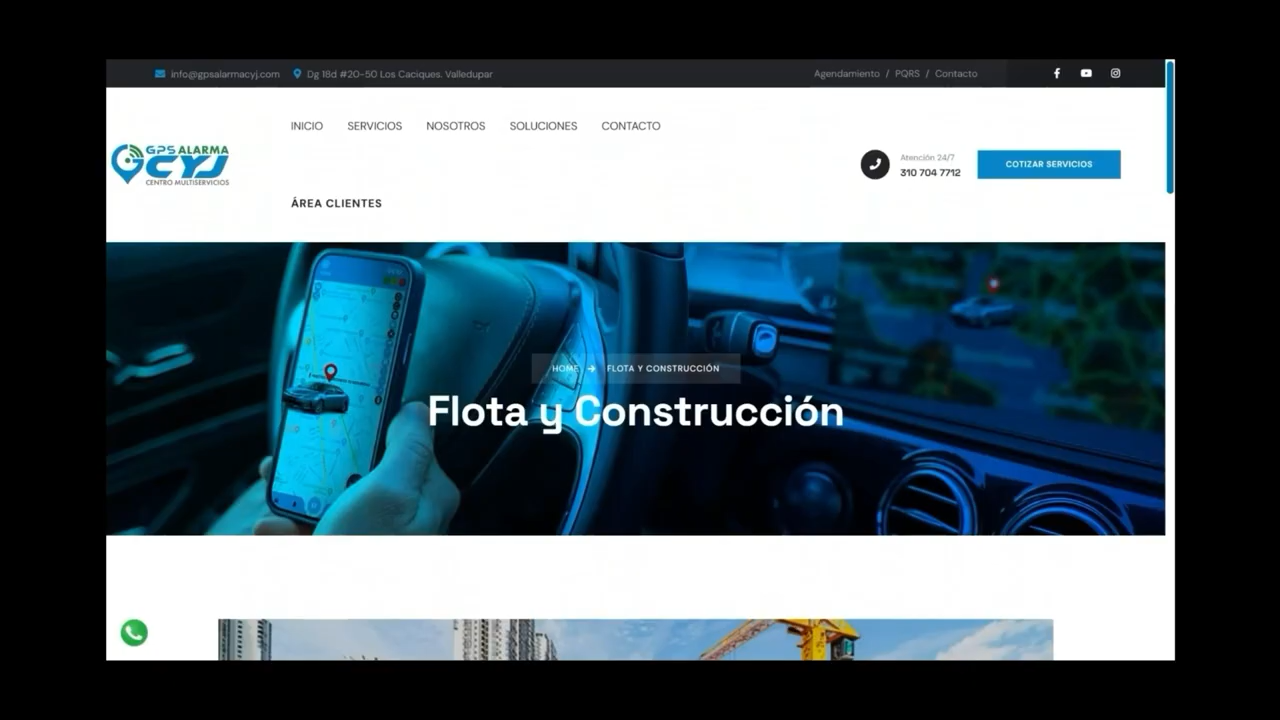 info@gpsalarmacyj.com
Dg 18d #20-50 Los Caciques. Valledupar
Agendamiento / PQRS / Contacto
INICIO
SERVICIOS
NOSOTROS
SOLUCIONES
CONTACTO
GPS ALARMA
CYJ
CENTRO MULTISERVICIOS
Atención 24/7
310 704 7712
COTIZAR SERVICIOS
ÁREA CLIENTES
HOME → FLOTA Y CONSTRUCCIÓN
Flota y Construcción